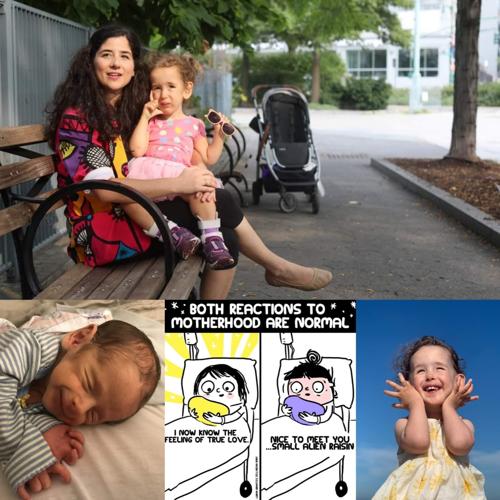 BOTH REACTIONS TO
MOTHERHOOD ARE NORMAL
I NOW KNOW THE
FEELING OF TRUE LOVE.
NICE TO MEET YOU
...SMALL ALIEN RAISIN